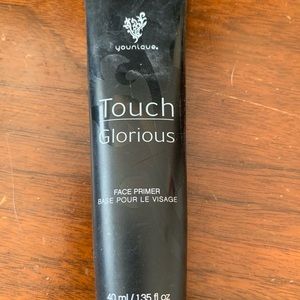 younique®
Touch
Glorious
FACE PRIMER
BASE POUR LE VISAGE
40 ml / 1.35 fl oz